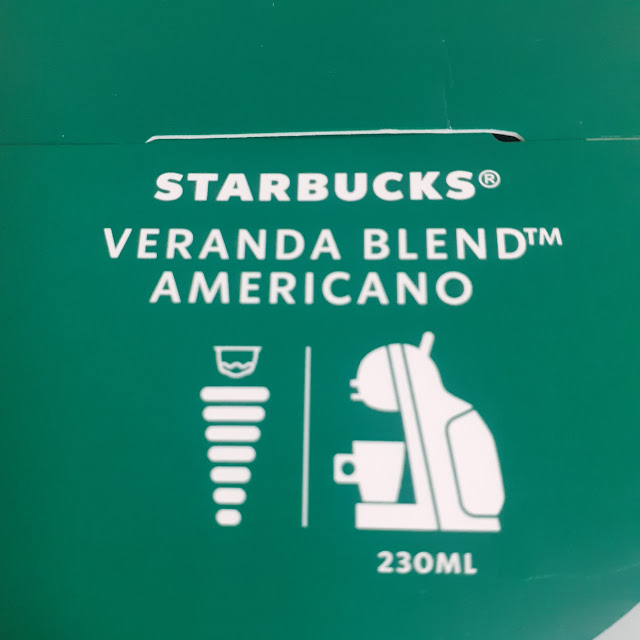 STARBUCKS®
VERANDA BLEND™
AMERICANO
230ML